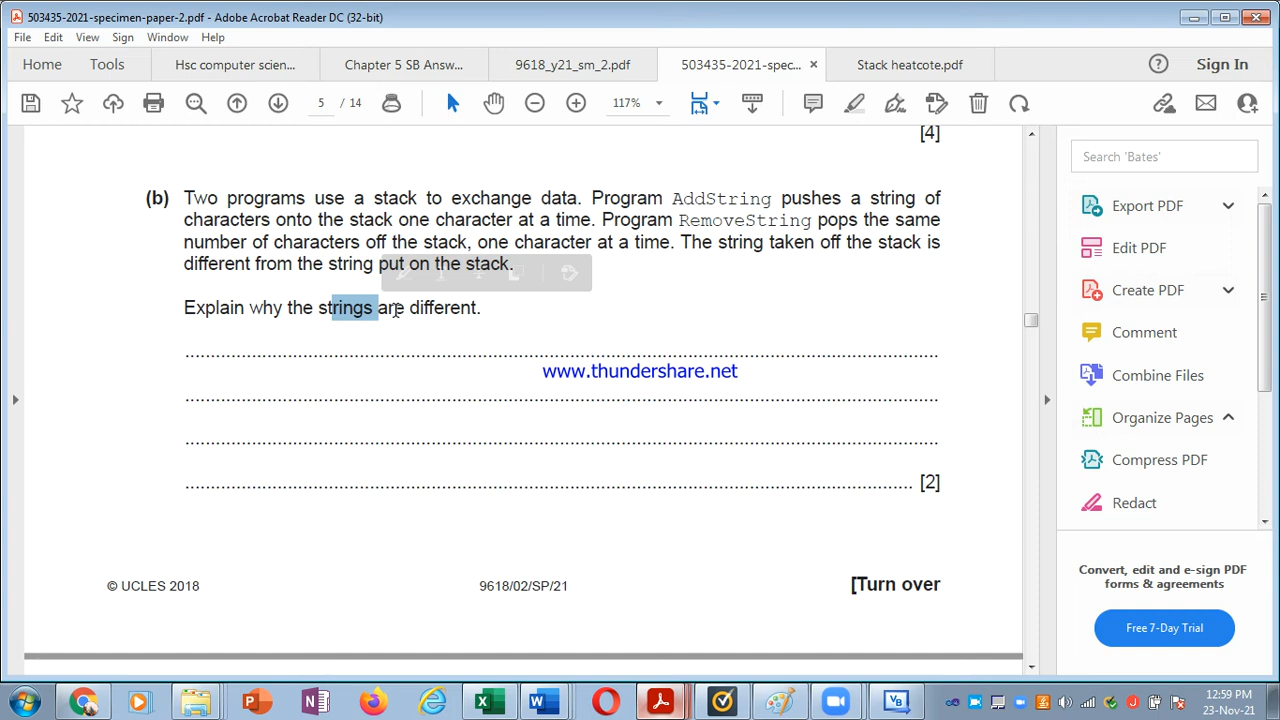 503435-2021-specimen-paper-2.pdf - Adobe Acrobat Reader DC (32-bit)
File Edit View Sign Window Help
Home Tools Hsc computer scien... Chapter 5 SB Answ... 9618_y21_sm_2.pdf 503435-2021-spec... × Stack heatcote.pdf Sign In
5 / 14 117%
[4]
(b) Two programs use a stack to exchange data. Program AddString pushes a string of
characters onto the stack one character at a time. Program RemoveString pops the same
number of characters off the stack, one character at a time. The string taken off the stack is
different from the string put on the stack.
Explain why the strings are different.
www.thundershare.net
[2]
© UCLES 2018 9618/02/SP/21 [Turn over
Search 'Bates'
Export PDF
Edit PDF
Create PDF
Comment
Combine Files
Organize Pages
Compress PDF
Redact
Convert, edit and e-sign PDF
forms & agreements
Free 7-Day Trial
12:59 PM
23-Nov-21